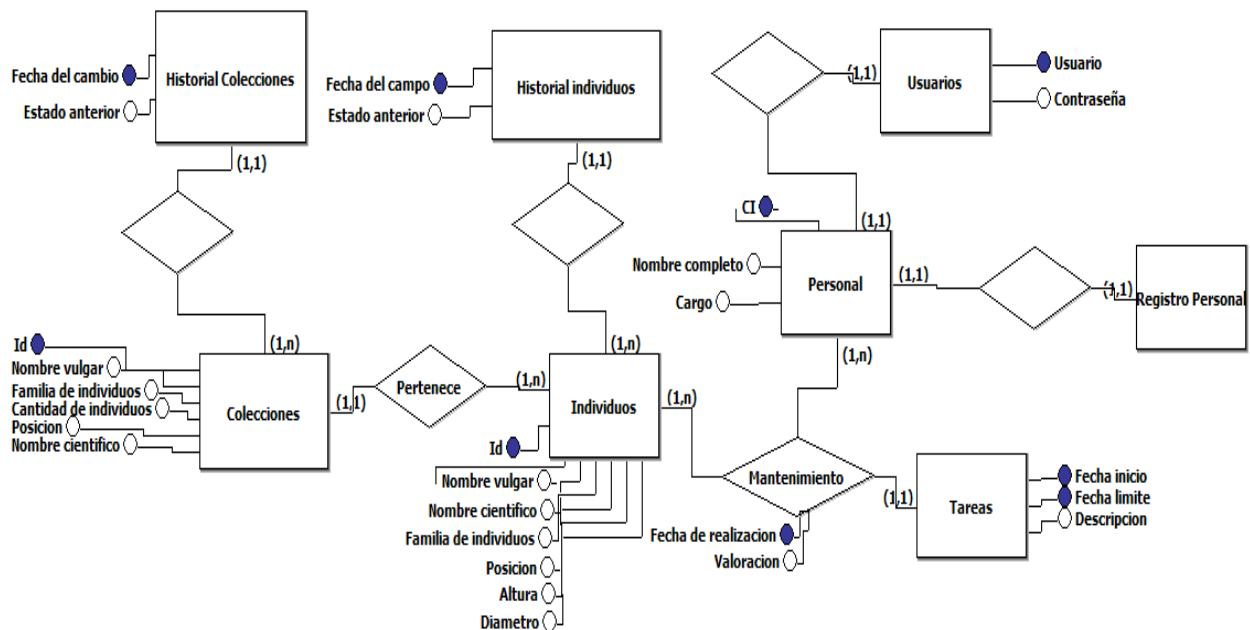 Fecha del cambio
Estado anterior
Historial Colecciones
(1,1)
Fecha del campo
Estado anterior
Historial individuos
(1,1)
(1,1)
Usuarios
Usuario
Contraseña
CI
(1,1)
Nombre completo
Cargo
Personal
(1,1)
(1,1)
Registro Personal
(1,n)
Id
Nombre vulgar
Familia de individuos
Cantidad de individuos
Posicion
Nombre cientifico
(1,n)
Colecciones
(1,1)
Pertenece
(1,n)
(1,n)
Individuos
(1,n)
Id
Nombre vulgar
Nombre cientifico
Familia de individuos
Posicion
Altura
Diametro
Mantenimiento
Fecha de realizacion
Valoracion
(1,1)
Tareas
Fecha inicio
Fecha limite
Descripcion